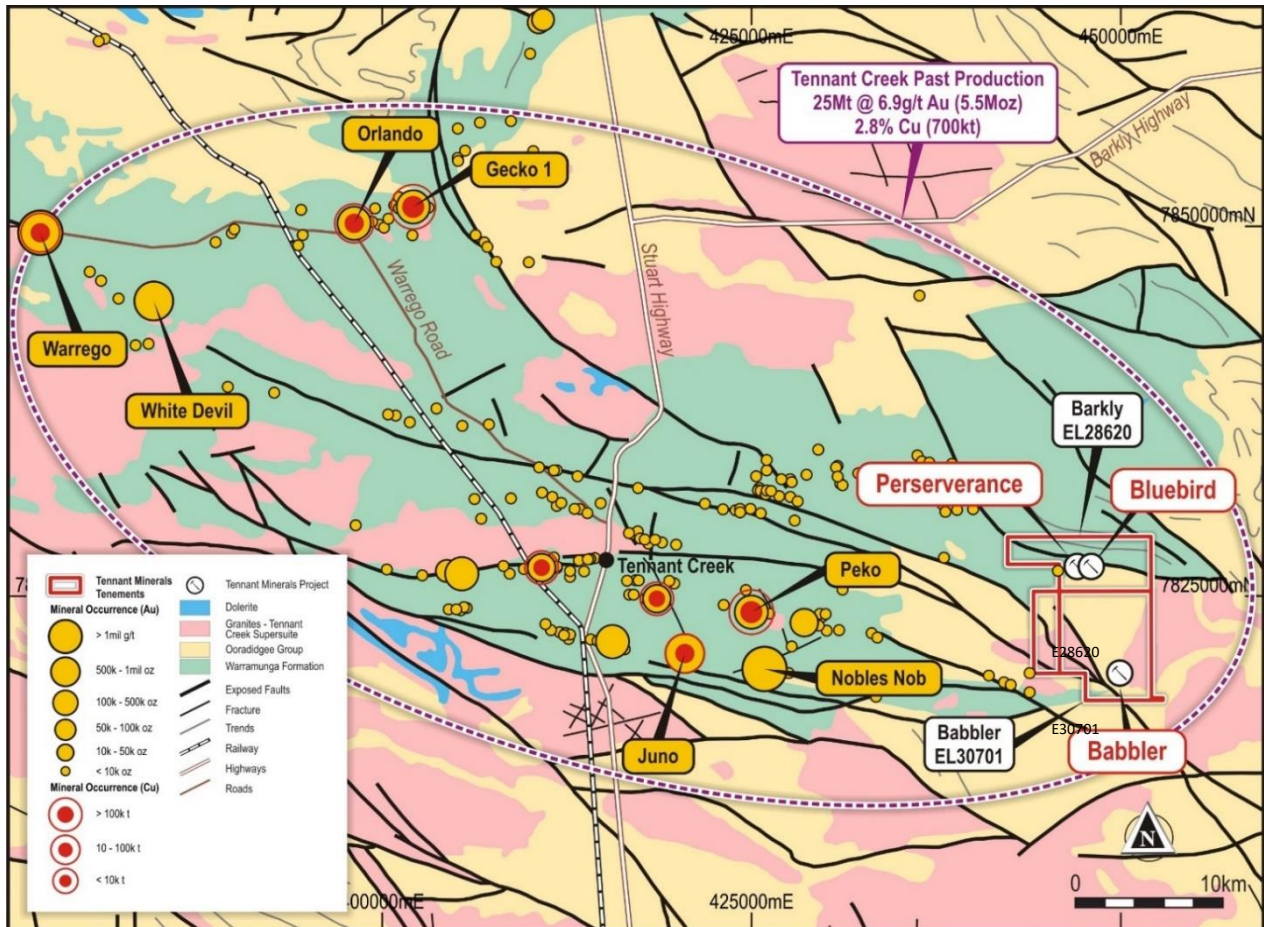 425000mE
450000mE
Tennant Creek Past Production
25Mt @ 6.9g/t Au (5.5Moz)
2.8% Cu (700kt)
Barkly Highway
Orlando
Gecko 1
7850000mN
Stuart Highway
Warrego Road
Warrego
White Devil
Barkly
EL28620
Perserverance
Bluebird
Tennant Creek
Peko
7825000mN
E28620
Nobles Nob
E30701
Babbler
EL30701
Babbler
Juno
Tennant Minerals
Tenements
Mineral Occurrence (Au)
> 1mil g/t
500k - 1mil oz
100k - 500k oz
50k - 100k oz
10k - 50k oz
< 10k oz
Mineral Occurrence (Cu)
> 100k t
10 - 100k t
< 10k t
Tennant Minerals Project
Dolerite
Granites - Tennant
Creek Supersuite
Ooradidgee Group
Warramunga Formation
Exposed Faults
Fracture
Trends
Railway
Highways
Roads
N
0 10km
00000mE
425000mE